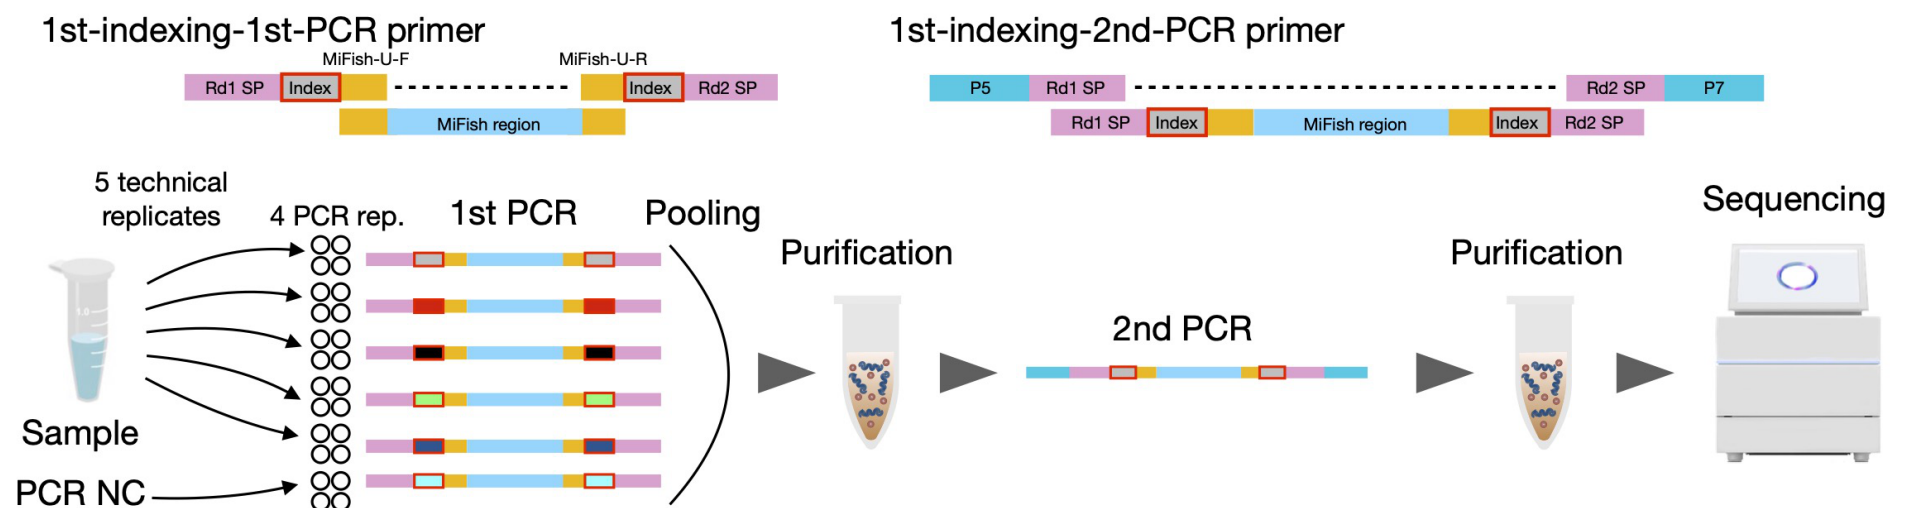 1st-indexing-1st-PCR primer
MiFish-U-F
MiFish-U-R
Rd1 SP
Index
Index
Rd2 SP
MiFish region
1st-indexing-2nd-PCR primer
P5
Rd1 SP
Rd2 SP
P7
Rd1 SP
Index
MiFish region
Index
Rd2 SP
5 technical
replicates
4 PCR rep.
1st PCR
Pooling
Purification
2nd PCR
Purification
Sequencing
1.0
Sample
PCR NC